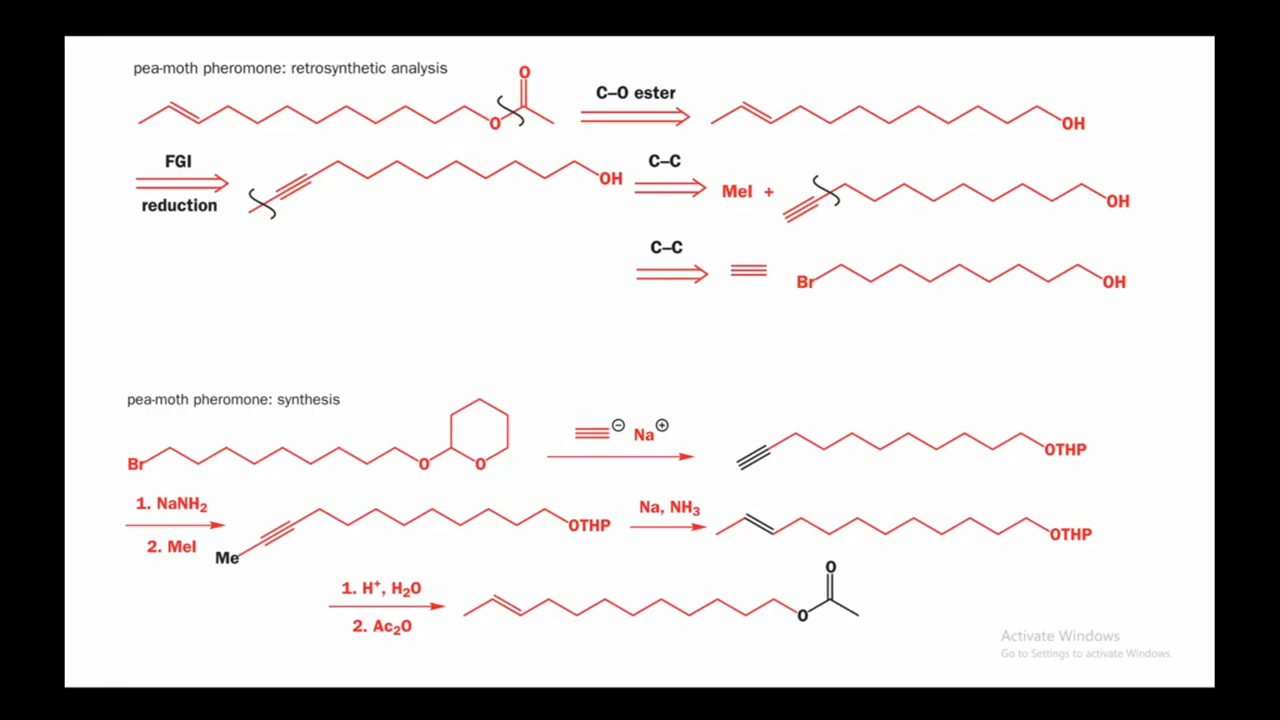 pea-moth pheromone: retrosynthetic analysis
O
O
C–O ester
OH
FGI
reduction
OH
C–C
MeI +
OH
C–C
Br
OH
pea-moth pheromone: synthesis
Br
O
O
⊖ Na⊕
OTHP
1. NaNH₂
2. MeI
Me
OTHP
Na, NH₃
OTHP
1. H⁺, H₂O
2. Ac₂O
O
O
Activate Windows
Go to Settings to activate Windows.